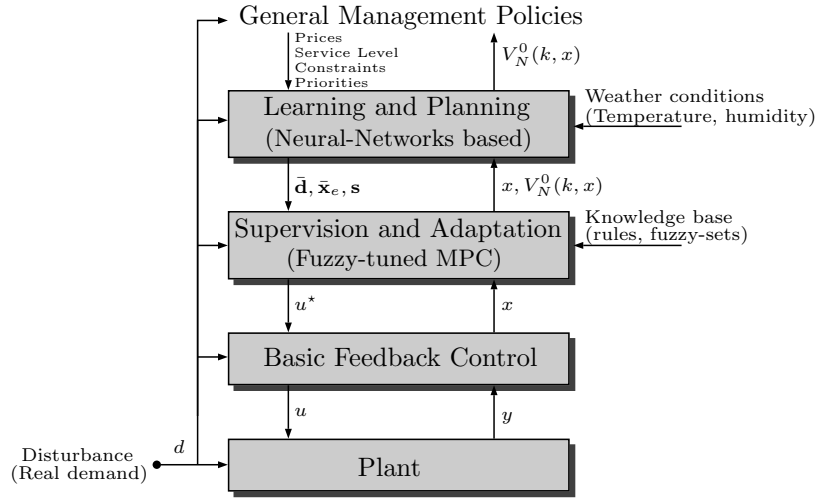 General Management Policies
Prices
Service Level
Constraints
Priorities
V_N^0(k, x)
Learning and Planning
(Neural-Networks based)
Weather conditions
(Temperature, humidity)
d̄, x̄_e, s
x, V_N^0(k, x)
Supervision and Adaptation
(Fuzzy-tuned MPC)
Knowledge base
(rules, fuzzy-sets)
u⋆
x
Basic Feedback Control
u
y
Disturbance
(Real demand)
d
Plant